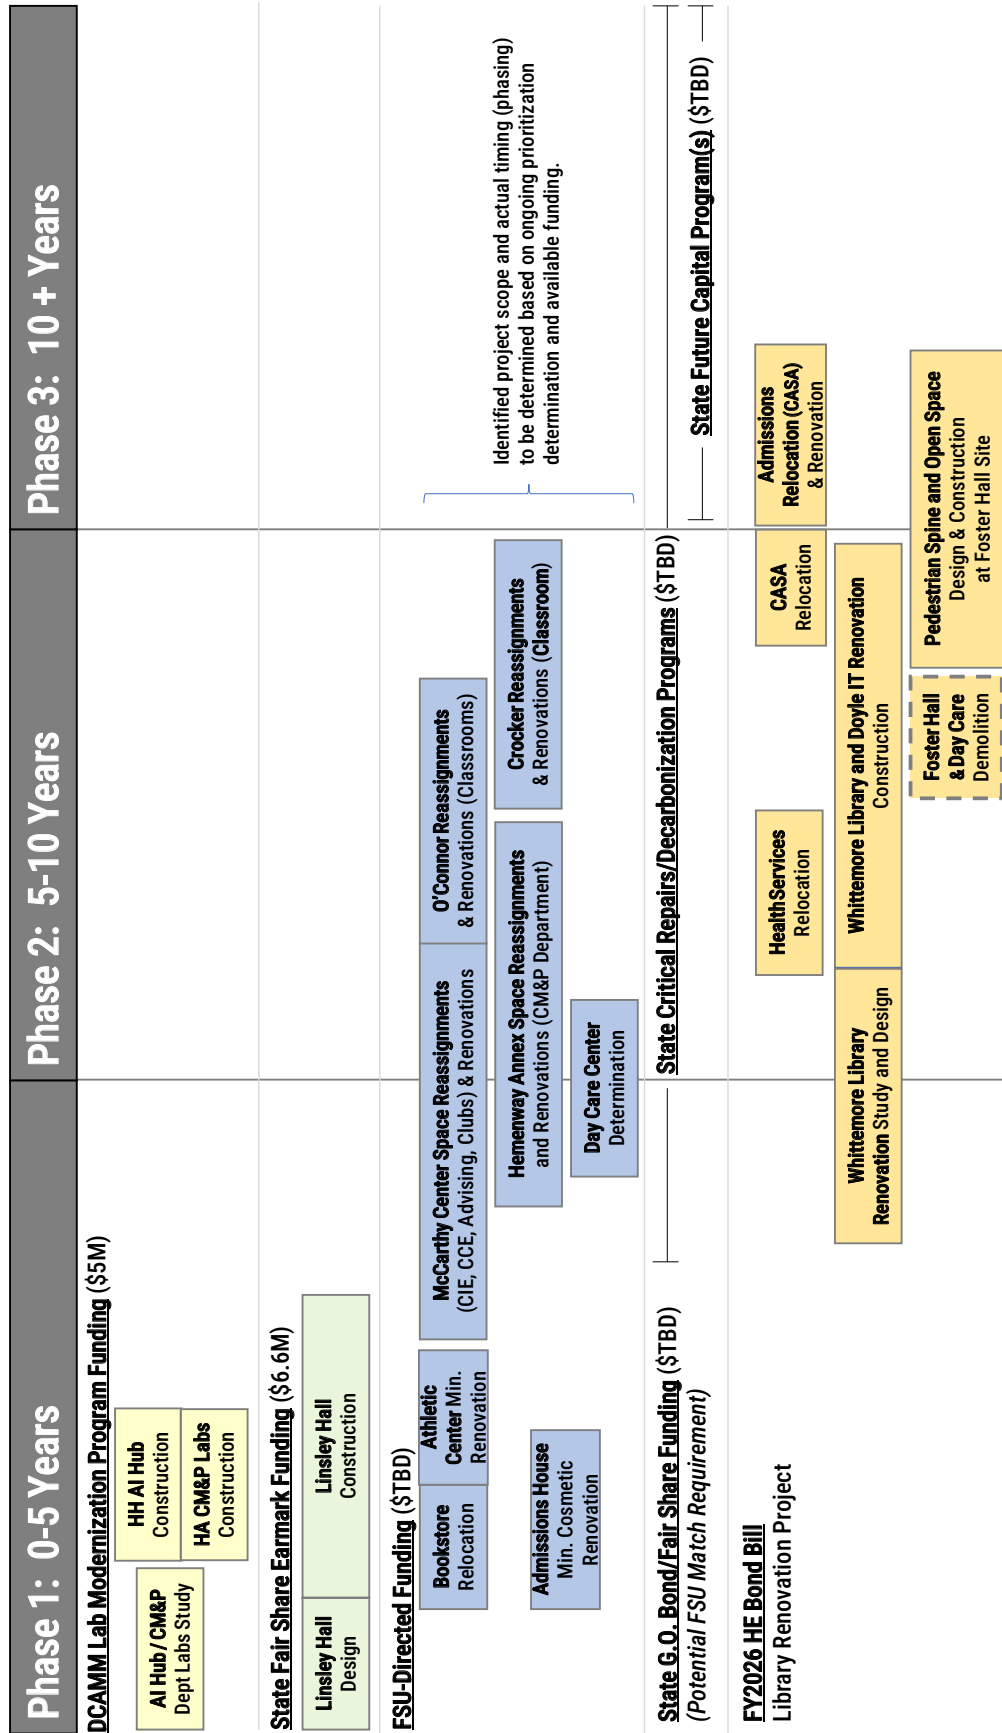 Phase 1: 0-5 Years
Phase 2: 5-10 Years
Phase 3: 10 + Years
DCAMM Lab Modernization Program Funding ($5M)
AI Hub / CM&P
Dept Labs Study
HH AI Hub
Construction
HA CM&P Labs
Construction
State Fair Share Earmark Funding ($6.6M)
Linsley Hall
Design
Linsley Hall
Construction
FSU-Directed Funding ($TBD)
Bookstore
Relocation
Athletic
Center Min.
Renovation
McCarthy Center Space Reassignments
(CIE, CCE, Advising, Clubs) & Renovations
O'Connor Reassignments
& Renovations (Classrooms)
Admissions House
Min. Cosmetic
Renovation
Hemenway Annex Space Reassignments
and Renovations (CM&P Department)
Crocker Reassignments
& Renovations (Classroom)
Day Care Center
Determination
Identified project scope and actual timing (phasing)
to be determined based on ongoing prioritization
determination and available funding.
State G.O. Bond/Fair Share Funding ($TBD)
(Potential FSU Match Requirement)
State Critical Repairs/Decarbonization Programs ($TBD)
State Future Capital Program(s) ($TBD)
FY2026 HE Bond Bill
Library Renovation Project
HealthServices
Relocation
CASA
Relocation
Admissions
Relocation (CASA)
& Renovation
Whittemore Library
Renovation Study and Design
Whittemore Library and Doyle IT Renovation
Construction
Foster Hall
& Day Care
Demolition
Pedestrian Spine and Open Space
Design & Construction
at Foster Hall Site